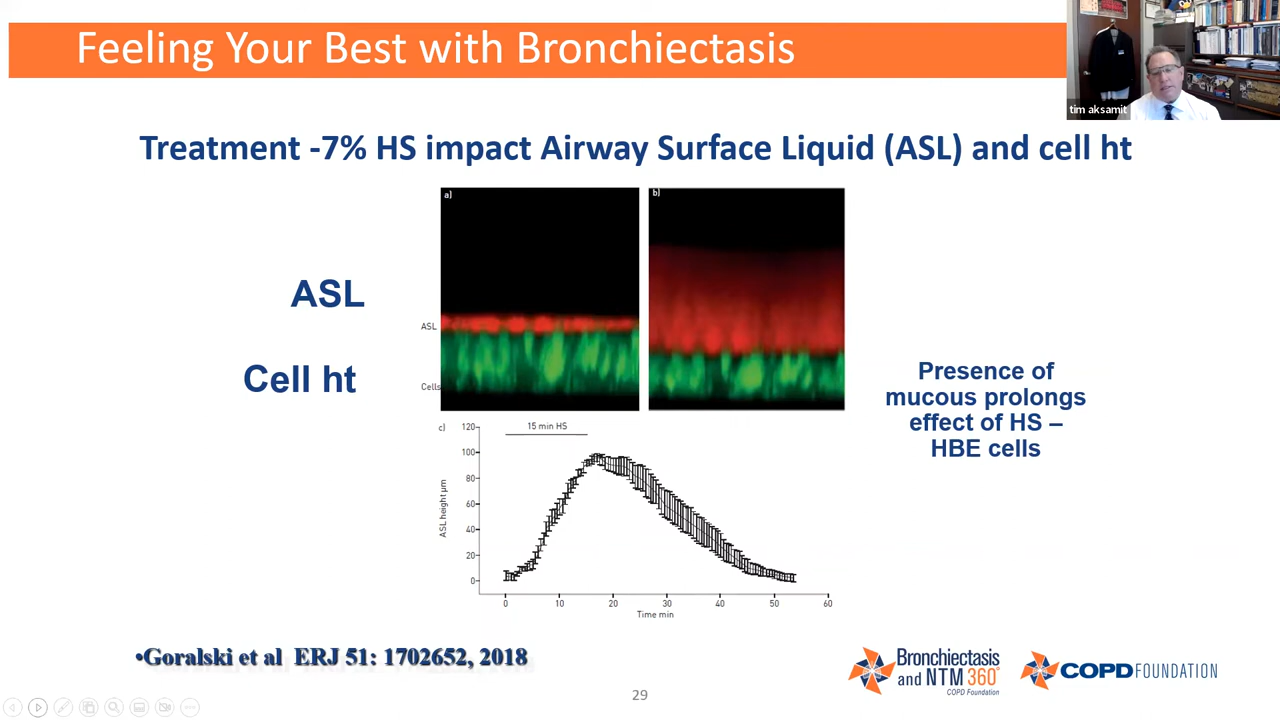 Feeling Your Best with Bronchiectasis
tim aksamit
Treatment -7% HS impact Airway Surface Liquid (ASL) and cell ht
a)
b)
ASL
ASL
Cell ht
Cells
Presence of
mucous prolongs
effect of HS –
HBE cells
c)
15 min HS
120
100
80
60
40
20
0
ASL height μm
0 10 20 30 40 50 60
Time min
•Goralski et al ERJ 51: 1702652, 2018
Bronchiectasis
and NTM 360°
COPD Foundation
COPD FOUNDATION
29